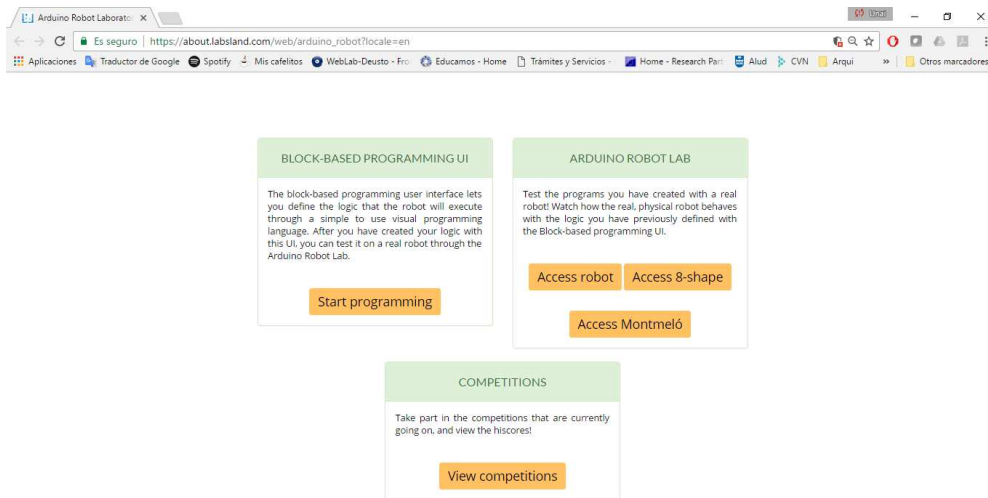 Arduino Robot Laborato
Unai
Es seguro | https://about.labsland.com/web/arduino_robot?locale=en
Aplicaciones Traductor de Google Spotify Mis cafelitos WebLab-Deusto - Fro Educamos - Home Trámites y Servicios - Home - Research Par Alud CVN Arqui » Otros marcadores
BLOCK-BASED PROGRAMMING UI
The block-based programming user interface lets
you define the logic that the robot will execute
through a simple to use visual programming
language. After you have created your logic with
this UI, you can test it on a real robot through the
Arduino Robot Lab.
Start programming
ARDUINO ROBOT LAB
Test the programs you have created with a real
robot! Watch how the real, physical robot behaves
with the logic you have previously defined with
the Block-based programming UI.
Access robot Access 8-shape
Access Montmeló
COMPETITIONS
Take part in the competitions that are currently
going on, and view the hiscores!
View competitions